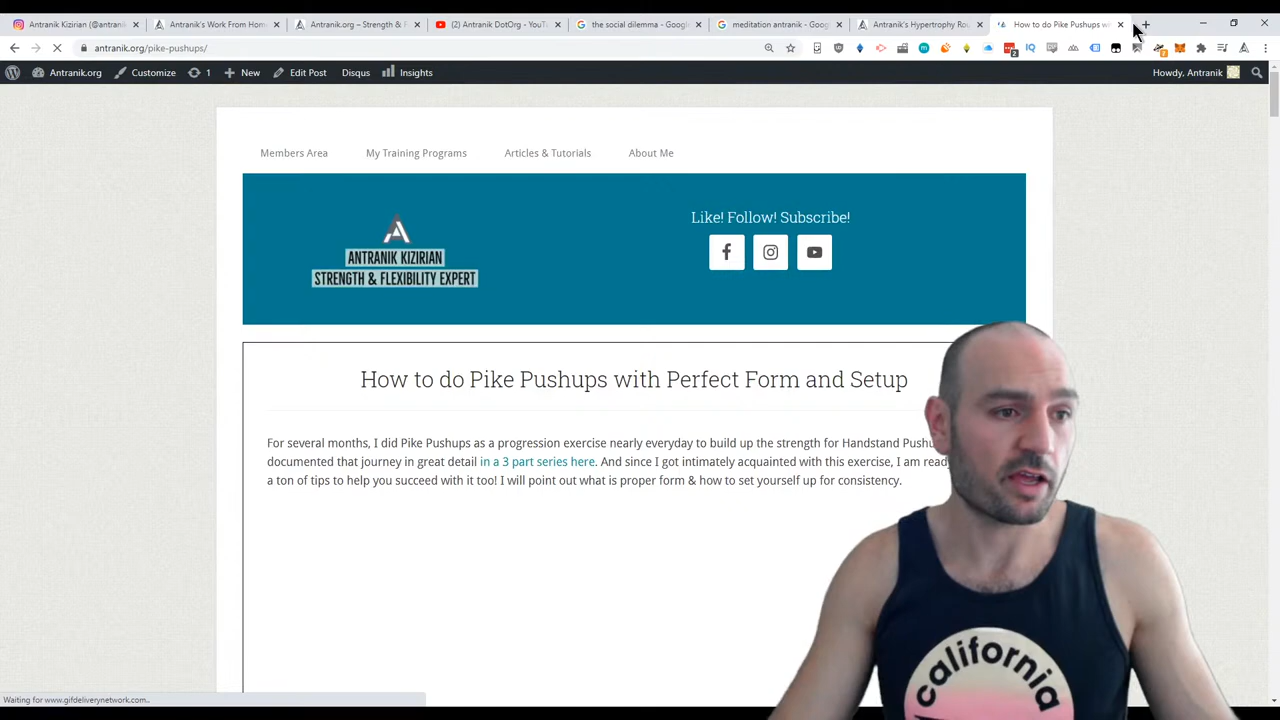 Antranik Kizirian (@antranik
Antranik's Work From Hom
Antranik.org – Strength & F
(2) Antranik DotOrg - YouT
the social dilemma - Google
meditation antranik - Goog
Antranik's Hypertrophy Rou
How to do Pike Pushups wi
antranik.org/pike-pushups/
Antranik.org Customize 1 New Edit Post Disqus Insights Howdy, Antranik
Members Area My Training Programs Articles & Tutorials About Me
Like! Follow! Subscribe!
ANTRANIK KIZIRIAN
STRENGTH & FLEXIBILITY EXPERT
How to do Pike Pushups with Perfect Form and Setup
For several months, I did Pike Pushups as a progression exercise nearly everyday to build up the strength for Handstand Pushu
documented that journey in great detail in a 3 part series here. And since I got intimately acquainted with this exercise, I am ready
a ton of tips to help you succeed with it too! I will point out what is proper form & how to set yourself up for consistency.
california
Waiting for www.gifdeliverynetwork.com...